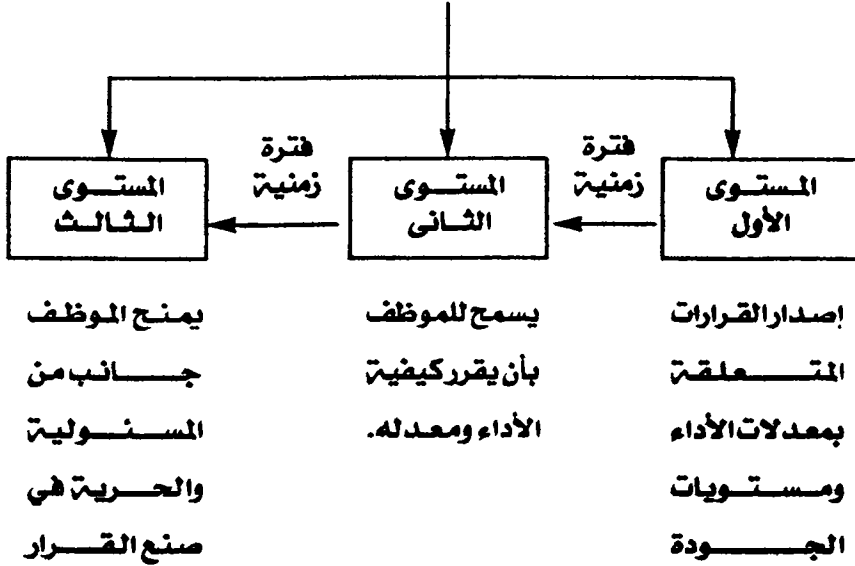 المستوى
الأول
فترة
زمنية
المستوى
الثانى
فترة
زمنية
المستوى
الثالث
إصدار القرارات
المتعلقة
بمعدلات الأداء
ومستويات
الجودة
يسمح للموظف
بأن يقرر كيفية
الأداء ومعدله.
يمنح الموظف
جانب من
المسئولية
والحرية في
صنع القرار